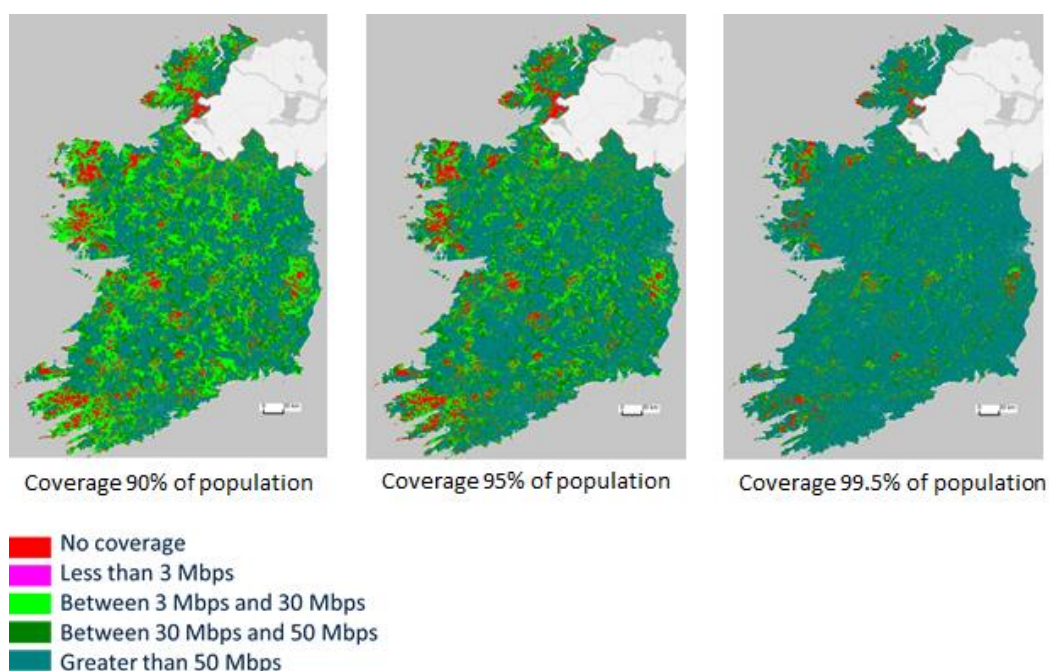 Coverage 90% of population
Coverage 95% of population
Coverage 99.5% of population
No coverage
Less than 3 Mbps
Between 3 Mbps and 30 Mbps
Between 30 Mbps and 50 Mbps
Greater than 50 Mbps